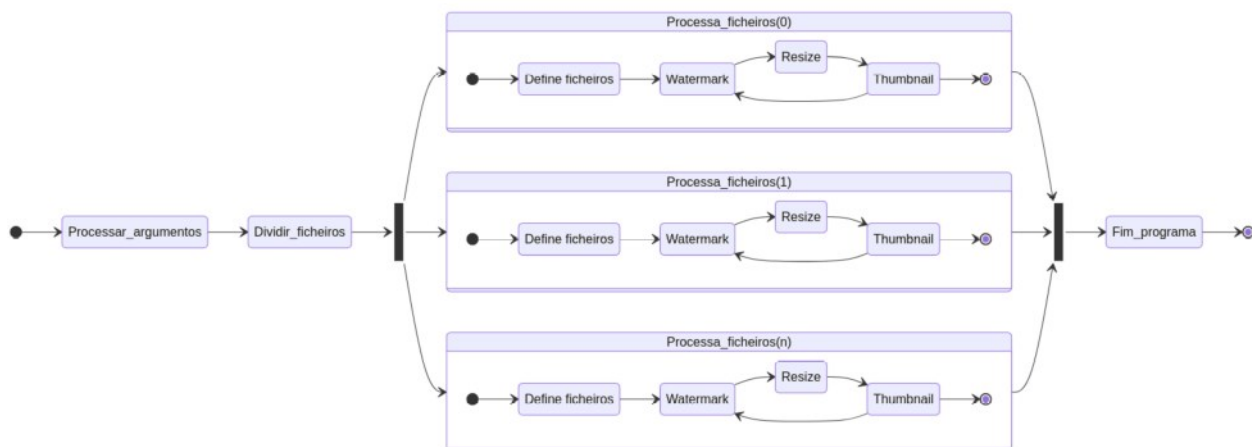 Processa_ficheiros(0)
Resize
Define ficheiros
Watermark
Thumbnail
Processa_ficheiros(1)
Resize
Processar_argumentos
Dividir_ficheiros
Define ficheiros
Watermark
Thumbnail
Fim_programa
Processa_ficheiros(n)
Resize
Define ficheiros
Watermark
Thumbnail